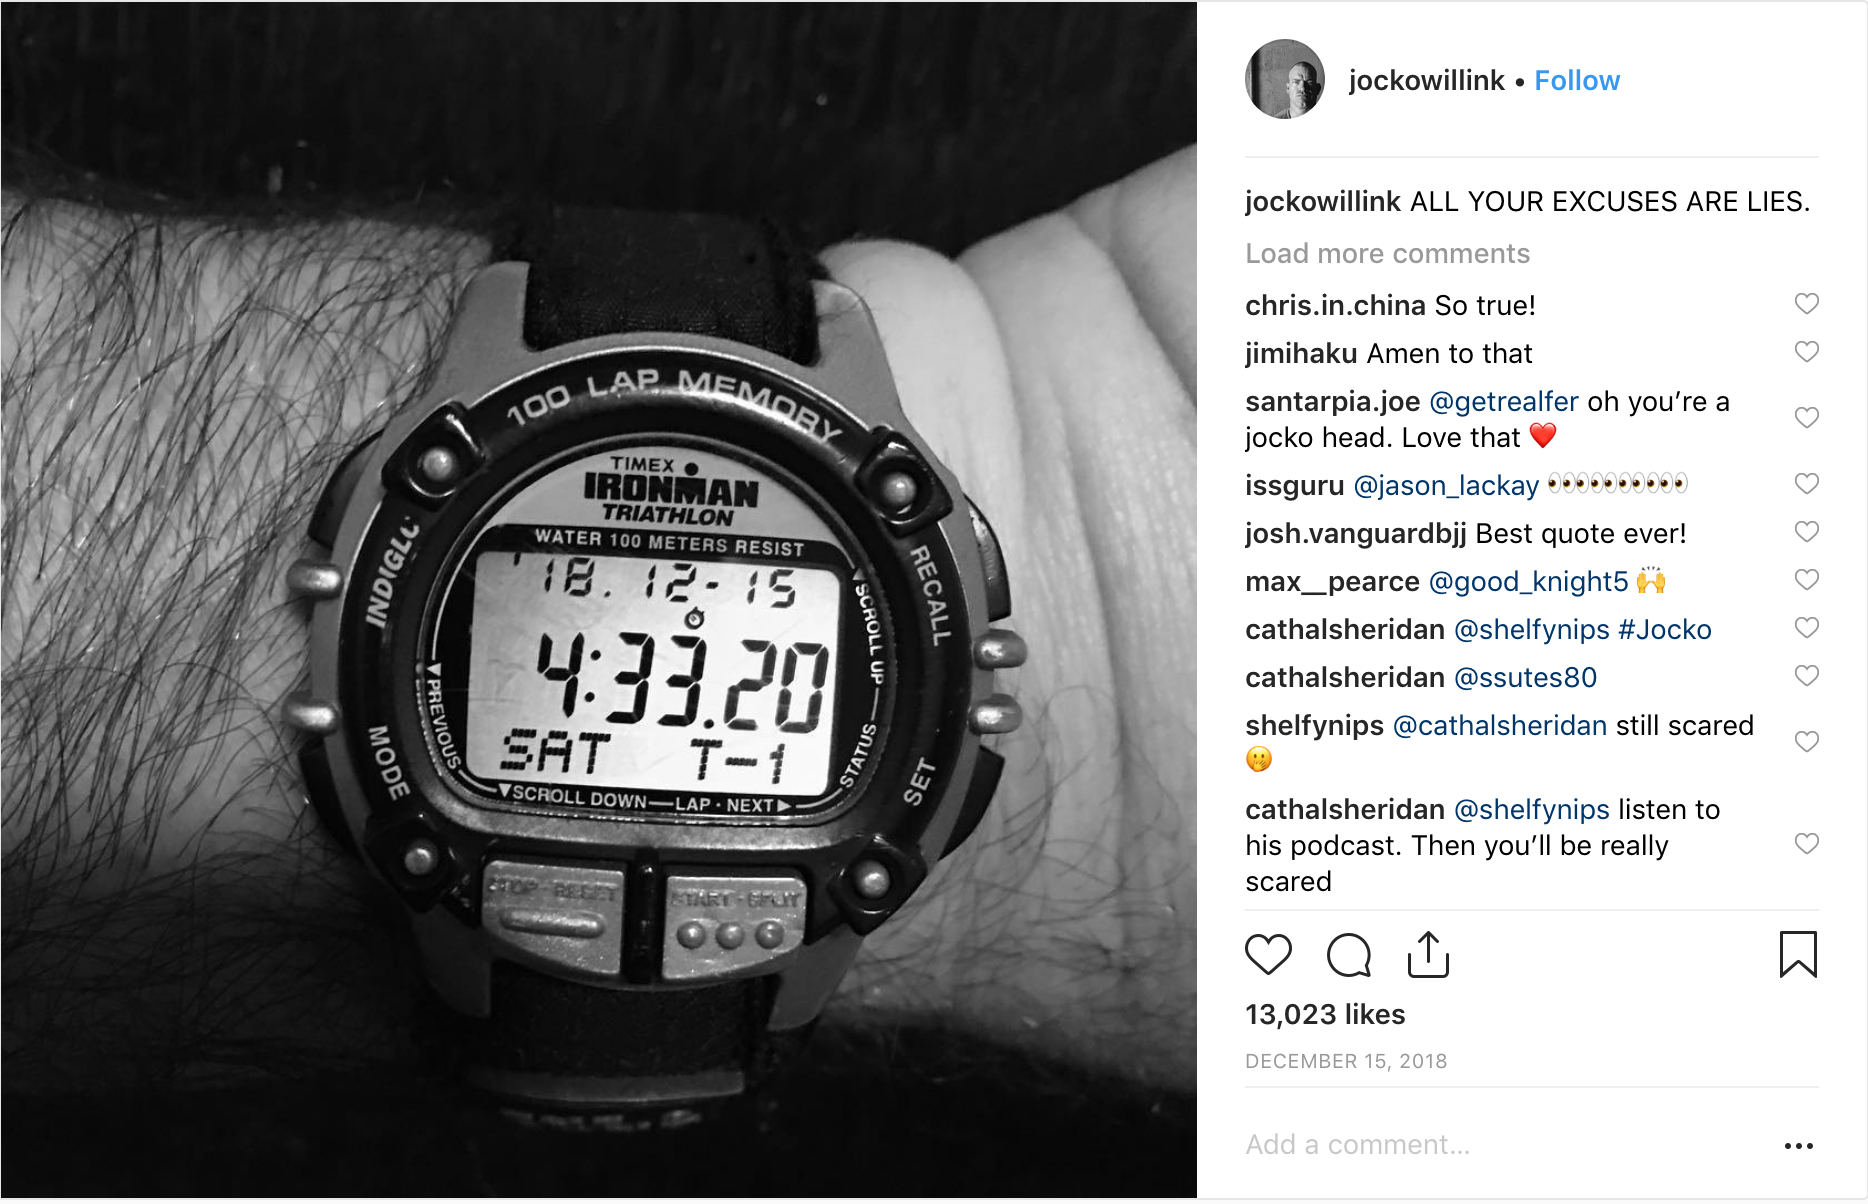 100 LAP MEMORY
TIMEX
IRONMAN
TRIATHLON
WATER 100 METERS RESIST
INDIGLO
RECALL
'18. 12-15
4:33.20
SAT T-1
▼SCROLL UP
▼PREVIOUS
STATUS
MODE
SET
▼SCROLL DOWN—LAP · NEXT▶
STOP - RESET
START - SPLIT
jockowillink • Follow
jockowillink ALL YOUR EXCUSES ARE LIES.
Load more comments
chris.in.china So true!
jimihaku Amen to that
santarpia.joe @getrealfer oh you’re a
jocko head. Love that ❤️
issguru @jason_lackay 👀👀👀👀👀
josh.vanguardbjj Best quote ever!
max__pearce @good_knight5 🙌
cathalsheridan @shelfynips #Jocko
cathalsheridan @ssutes80
shelfynips @cathalsheridan still scared
🤭
cathalsheridan @shelfynips listen to
his podcast. Then you’ll be really
scared
13,023 likes
DECEMBER 15, 2018
Add a comment...